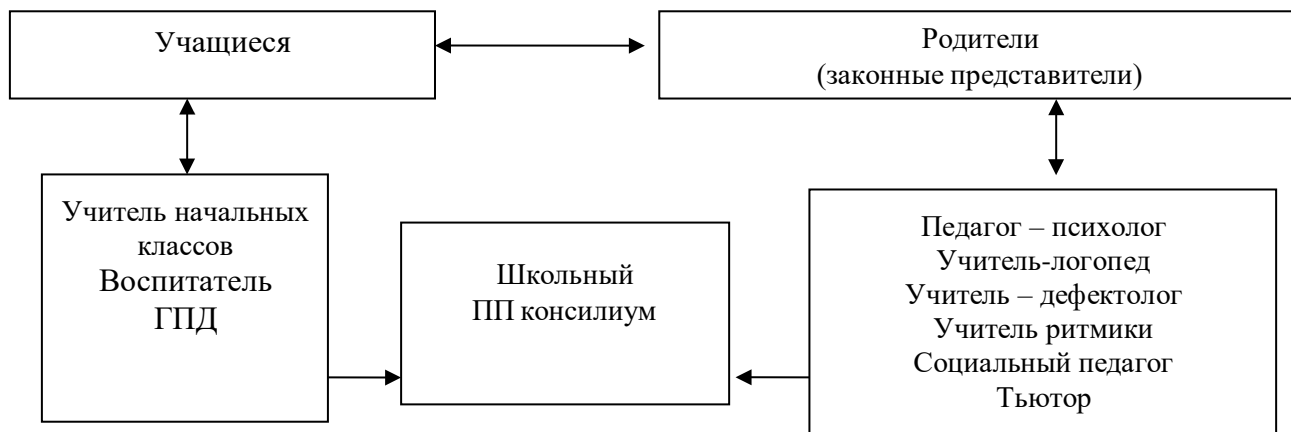 Учащиеся
Родители
(законные представители)
Учитель начальных
классов
Воспитатель
ГПД
Школьный
ПП консилиум
Педагог – психолог
Учитель-логопед
Учитель – дефектолог
Учитель ритмики
Социальный педагог
Тьютор